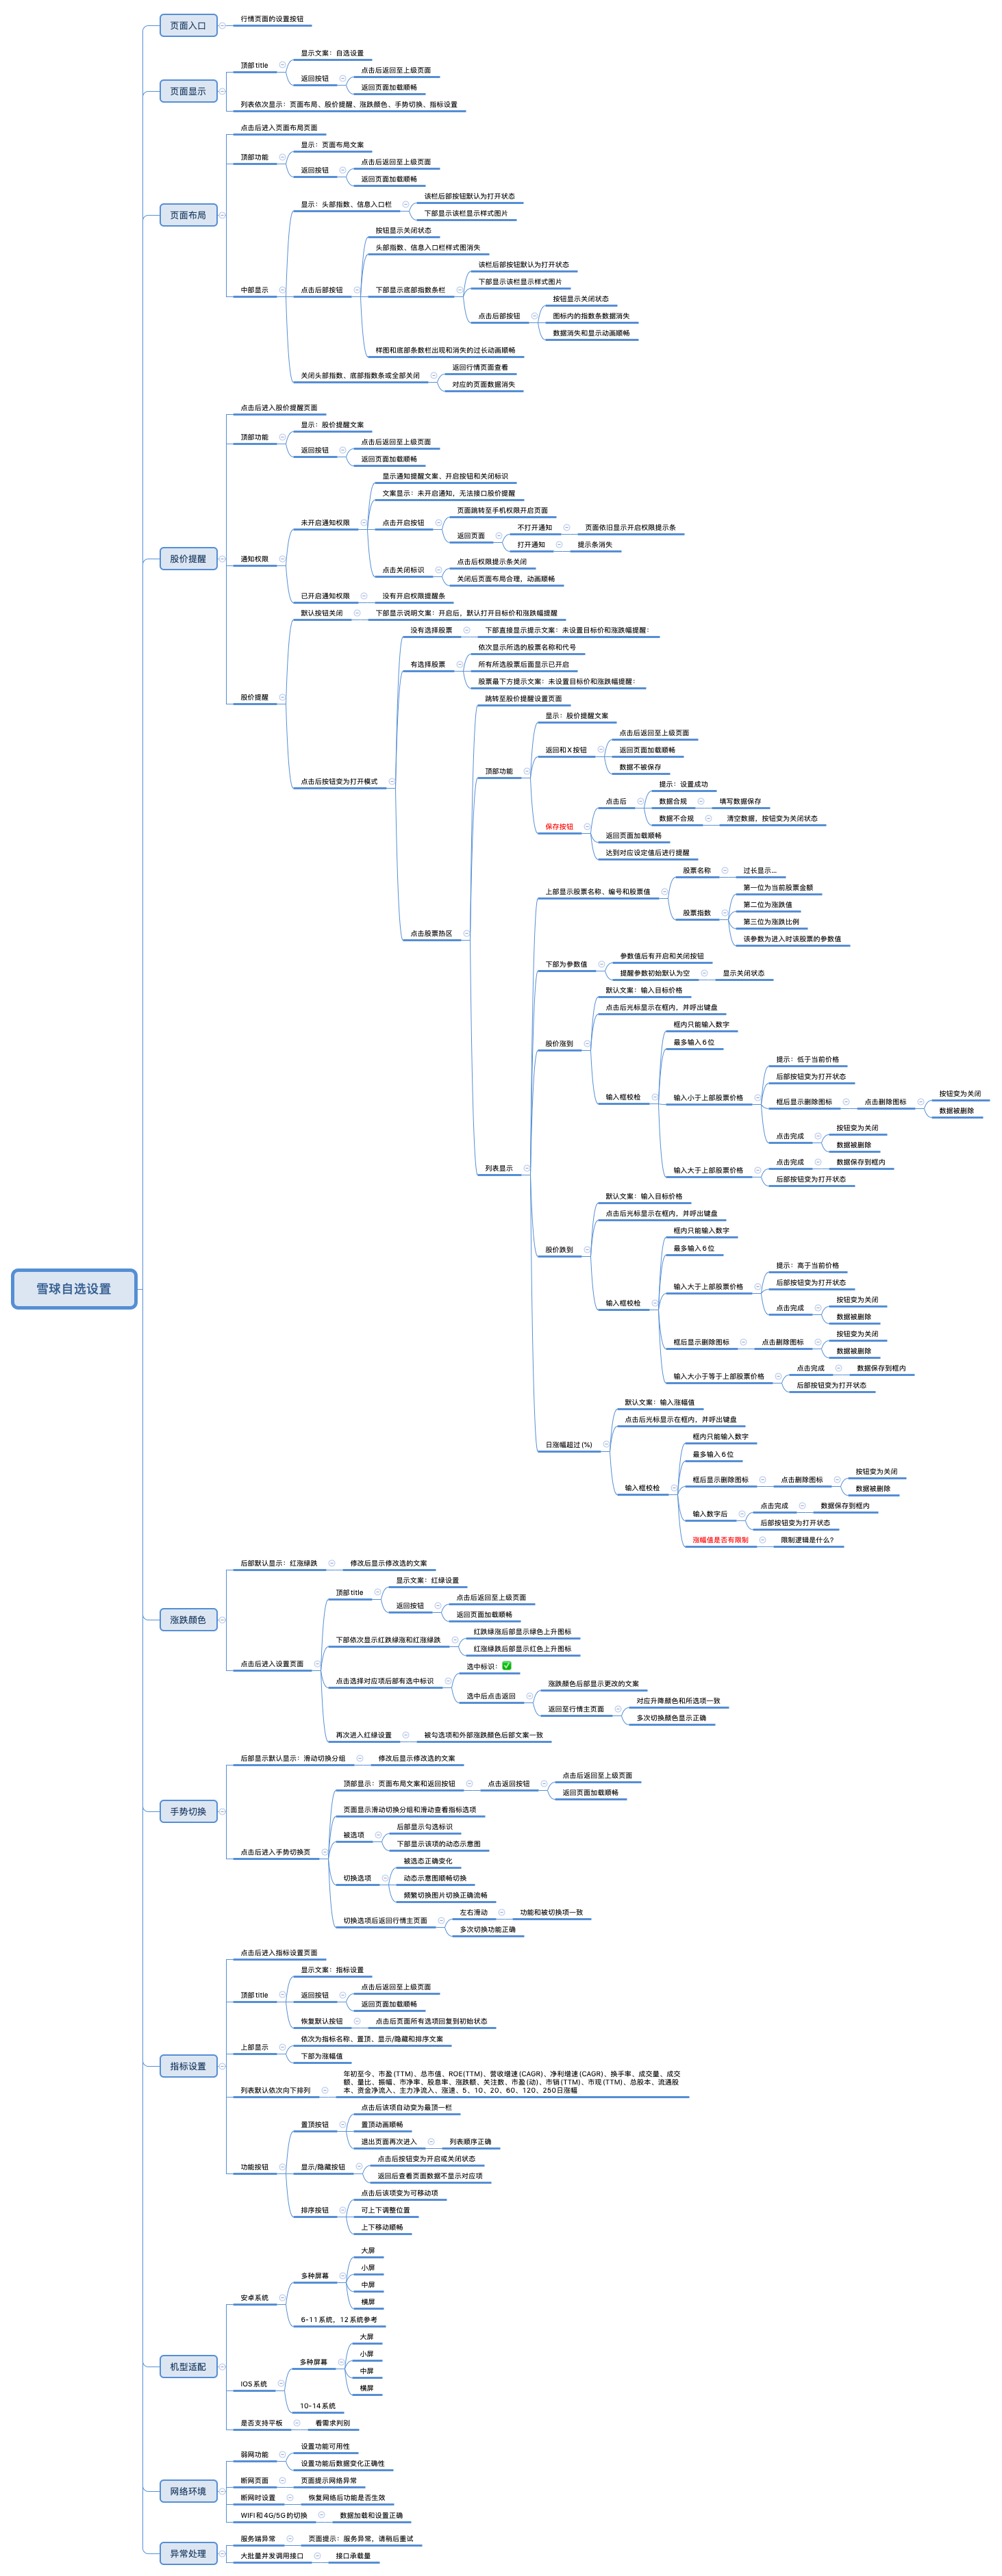 雪球自选设置
页面入口
行情页面的设置按钮
页面显示
顶部title
显示文案：自选设置
返回按钮
点击后返回至上级页面
返回页面加载顺畅
列表依次显示：页面布局、股价提醒、涨跌颜色、手势切换、指标设置
页面布局
点击后进入页面布局页面
顶部功能
显示：页面布局文案
返回按钮
点击后返回至上级页面
返回页面加载顺畅
中部显示
显示：头部指数、信息入口栏
该栏后部按钮默认为打开状态
下部显示该栏显示样式图片
点击后部按钮
按钮显示关闭状态
头部指数、信息入口栏样式图消失
下部显示底部指数条栏
该栏后部按钮默认为打开状态
下部显示该栏显示样式图片
点击后部按钮
按钮显示关闭状态
图标内的指数条数据消失
数据消失和显示动画顺畅
样图和底部条数栏出现和消失的过长动画顺畅
关闭头部指数、底部指数条或全部关闭
返回行情页面查看
对应的页面数据消失
股价提醒
点击后进入股价提醒页面
顶部功能
显示：股价提醒文案
返回按钮
点击后返回至上级页面
返回页面加载顺畅
通知权限
未开启通知权限
显示通知提醒文案、开启按钮和关闭标识
文案显示：未开启通知，无法接口股价提醒
点击开启按钮
页面跳转至手机权限开启页面
返回页面
不打开通知
页面依旧显示开启权限提示条
打开通知
提示条消失
点击关闭标识
点击后权限提示条关闭
关闭后页面布局合理，动画顺畅
已开启通知权限
没有开启权限提醒条
股价提醒
默认按钮关闭
下部显示说明文案：开启后，默认打开目标价和涨跌幅提醒
点击后按钮变为打开模式
没有选择股票
下部直接显示提示文案：未设置目标价和涨跌幅提醒：
有选择股票
依次显示所选的股票名称和代号
所有所选股票后面显示已开启
股票最下方提示文案：未设置目标价和涨跌幅提醒：
点击股票热区
跳转至股价提醒设置页面
顶部功能
显示：股价提醒文案
返回和X按钮
点击后返回至上级页面
返回页面加载顺畅
数据不被保存
保存按钮
点击后
提示：设置成功
数据合规
填写数据保存
数据不合规
清空数据，按钮变为关闭状态
返回页面加载顺畅
达到对应设定值后进行提醒
列表显示
上部显示股票名称、编号和股票值
股票名称
过长显示...
股票指数
第一位为当前股票金额
第二位为涨跌值
第三位为涨跌比例
该参数为进入时该股票的参数值
下部为参数值
参数值后有开启和关闭按钮
提醒参数初始默认为空
显示关闭状态
股价涨到
默认文案：输入目标价格
点击后光标显示在框内，并呼出键盘
输入框校检
框内只能输入数字
最多输入6位
输入小于上部股票价格
提示：低于当前价格
后部按钮变为打开状态
框后显示删除图标
点击删除图标
按钮变为关闭
数据被删除
点击完成
按钮变为关闭
数据被删除
输入大于上部股票价格
点击完成
数据保存到框内
后部按钮变为打开状态
股价跌到
默认文案：输入目标价格
点击后光标显示在框内，并呼出键盘
输入框校检
框内只能输入数字
最多输入6位
输入大于上部股票价格
提示：高于当前价格
后部按钮变为打开状态
点击完成
按钮变为关闭
数据被删除
框后显示删除图标
点击删除图标
按钮变为关闭
数据被删除
输入大小于等于上部股票价格
点击完成
数据保存到框内
后部按钮变为打开状态
日涨幅超过(%)
默认文案：输入涨幅值
点击后光标显示在框内，并呼出键盘
输入框校检
框内只能输入数字
最多输入6位
框后显示删除图标
点击删除图标
按钮变为关闭
数据被删除
输入数字后
点击完成
数据保存到框内
后部按钮变为打开状态
涨幅值是否有限制
限制逻辑是什么?
涨跌颜色
后部默认显示：红涨绿跌
修改后显示修改选的文案
点击后进入设置页面
顶部title
显示文案：红绿设置
返回按钮
点击后返回至上级页面
返回页面加载顺畅
下部依次显示红跌绿涨和红涨绿跌
红跌绿涨后部显示绿色上升图标
红涨绿跌后部显示红色上升图标
点击选择对应项后部有选中标识
选中标识：✅
选中后点击返回
涨跌颜色后部显示更改的文案
返回至行情主页面
对应升降颜色和所选项一致
多次切换颜色显示正确
再次进入红绿设置
被勾选项和外部涨跌颜色后部文案一致
手势切换
后部显示默认显示：滑动切换分组
修改后显示修改选的文案
点击后进入手势切换页
顶部显示：页面布局文案和返回按钮
点击返回按钮
点击后返回至上级页面
返回页面加载顺畅
页面显示滑动切换分组和滑动查看指标选项
被选项
后部显示勾选标识
下部显示该项的动态示意图
切换选项
被选态正确变化
动态示意图顺畅切换
频繁切换图片切换正确流畅
切换选项后返回行情主页面
左右滑动
功能和被切换项一致
多次切换功能正确
指标设置
点击后进入指标设置页面
顶部title
显示文案：指标设置
返回按钮
点击后返回至上级页面
返回页面加载顺畅
恢复默认按钮
点击后页面所有选项回复到初始状态
上部显示
依次为指标名称、置顶、显示/隐藏和排序文案
下部为涨幅值
列表默认依次向下排列
年初至今、市盈(TTM)、总市值、ROE(TTM)、营收增速(CAGR)、净利增速(CAGR)、换手率、成交量、成交
额、量比、振幅、市净率、股息率、涨跌额、关注数、市盈(动)、市销(TTM)、市现(TTM)、总股本、流通股
本、资金净流入、主力净流入、涨速、5、10、20、60、120、250日涨幅
功能按钮
置顶按钮
点击后该项自动变为最顶一栏
置顶动画顺畅
退出页面再次进入
列表顺序正确
显示/隐藏按钮
点击后按钮变为开启或关闭状态
返回后查看页面数据不显示对应项
排序按钮
点击后该项变为可移动项
可上下调整位置
上下移动顺畅
机型适配
安卓系统
多种屏幕
大屏
小屏
中屏
横屏
6-11系统，12系统参考
IOS系统
多种屏幕
大屏
小屏
中屏
横屏
10-14系统
是否支持平板
看需求判别
网络环境
弱网功能
设置功能可用性
设置功能后数据变化正确性
断网页面
页面提示网络异常
断网时设置
恢复网络后功能是否生效
WIFI和4G/5G的切换
数据加载和设置正确
异常处理
服务端异常
页面提示：服务异常，请稍后重试
大批量并发调用接口
接口承载量